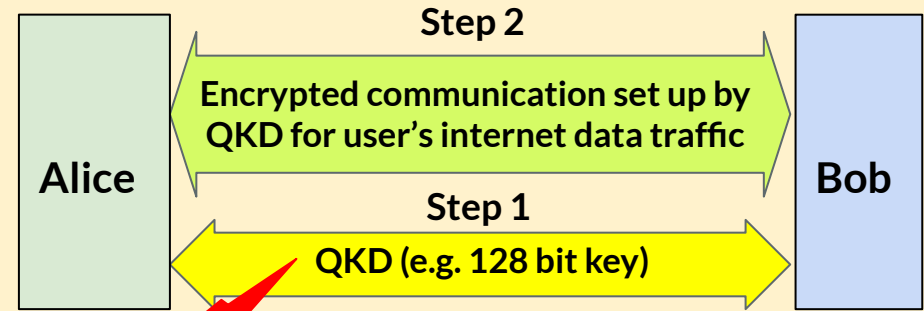 Step 2
Encrypted communication set up by
QKD for user’s internet data traffic
Alice
Bob
Step 1
QKD (e.g. 128 bit key)